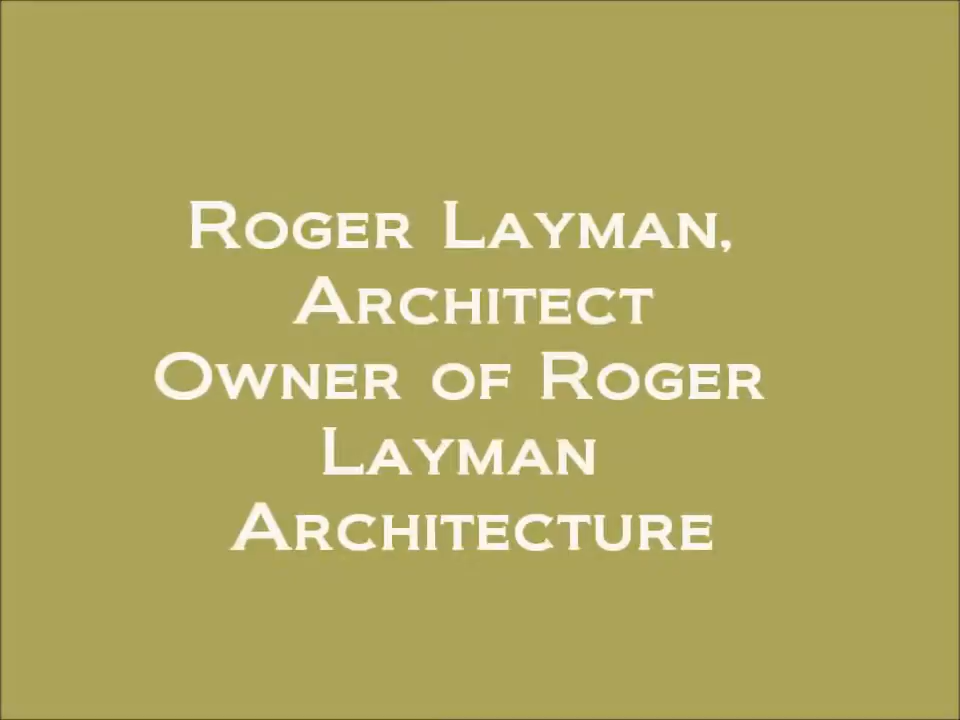 Roger Layman,
Architect
Owner of Roger
Layman
Architecture